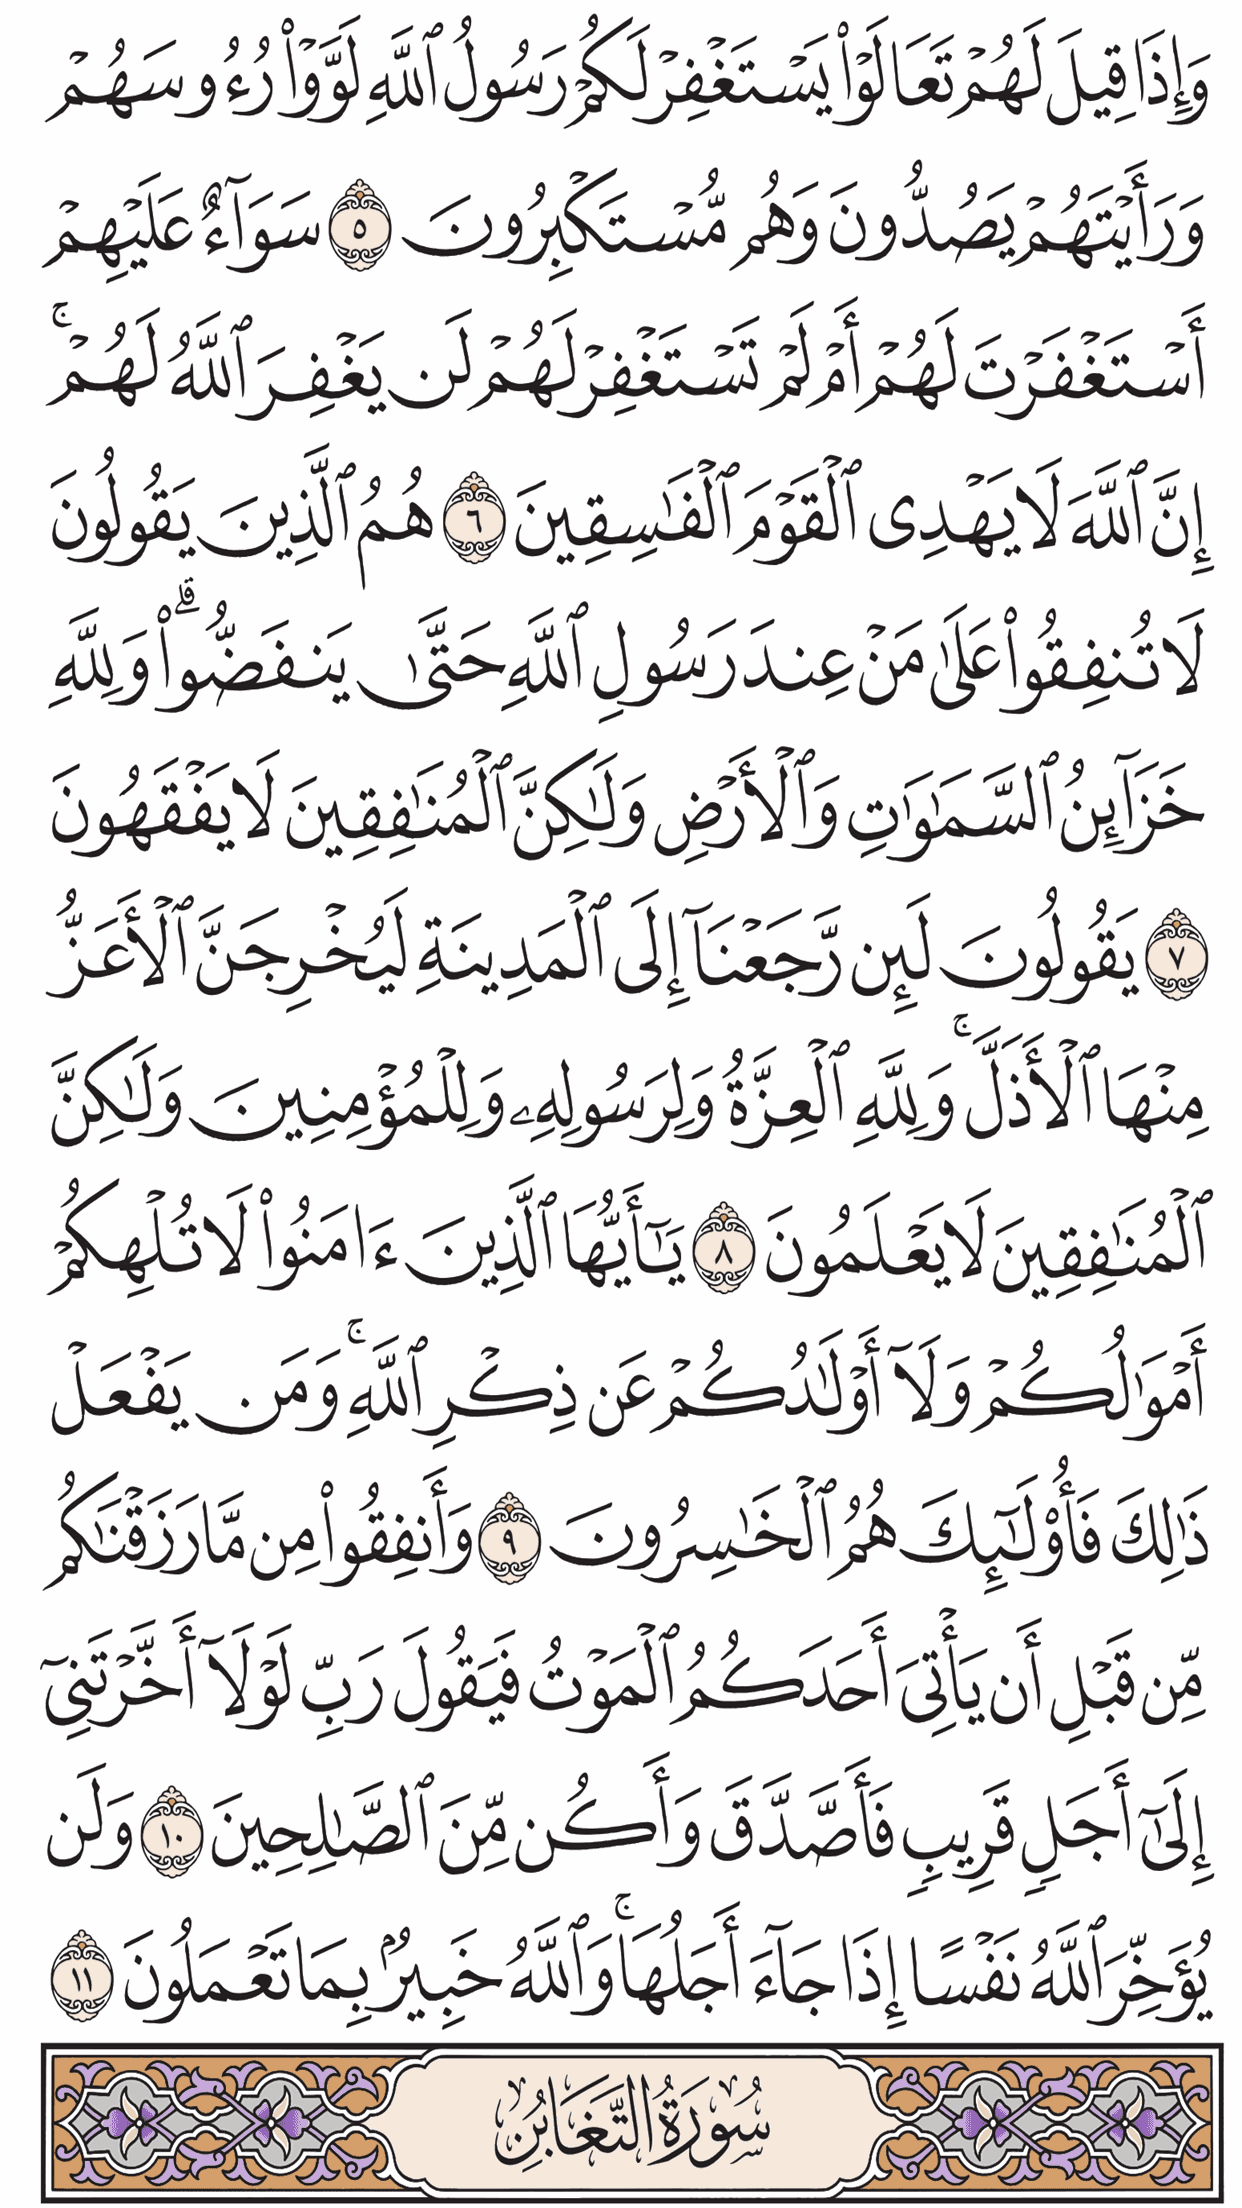 وَإِذَا قِيلَ لَهُمْ تَعَالَوْا۟ يَسْتَغْفِرْ لَكُمْ رَسُولُ ٱللَّهِ لَوَّوْا۟ رُءُوسَهُمْ
وَرَأَيْتَهُمْ يَصُدُّونَ وَهُم مُّسْتَكْبِرُونَ ٥ سَوَآءٌ عَلَيْهِمْ
أَسْتَغْفَرْتَ لَهُمْ أَمْ لَمْ تَسْتَغْفِرْ لَهُمْ لَن يَغْفِرَ ٱللَّهُ لَهُمْ ۚ
إِنَّ ٱللَّهَ لَا يَهْدِى ٱلْقَوْمَ ٱلْفَـٰسِقِينَ ٦ هُمُ ٱلَّذِينَ يَقُولُونَ
لَا تُنفِقُوا۟ عَلَىٰ مَنْ عِندَ رَسُولِ ٱللَّهِ حَتَّىٰ يَنفَضُّوا۟ ۗ وَلِلَّهِ
خَزَآئِنُ ٱلسَّمَـٰوَٰتِ وَٱلْأَرْضِ وَلَـٰكِنَّ ٱلْمُنَـٰفِقِينَ لَا يَفْقَهُونَ
٧ يَقُولُونَ لَئِن رَّجَعْنَآ إِلَى ٱلْمَدِينَةِ لَيُخْرِجَنَّ ٱلْأَعَزُّ
مِنْهَا ٱلْأَذَلَّ ۚ وَلِلَّهِ ٱلْعِزَّةُ وَلِرَسُولِهِۦ وَلِلْمُؤْمِنِينَ وَلَـٰكِنَّ
ٱلْمُنَـٰفِقِينَ لَا يَعْلَمُونَ ٨ يَـٰٓأَيُّهَا ٱلَّذِينَ ءَامَنُوا۟ لَا تُلْهِكُمْ
أَمْوَٰلُكُمْ وَلَآ أَوْلَـٰدُكُمْ عَن ذِكْرِ ٱللَّهِ ۚ وَمَن يَفْعَلْ
ذَٰلِكَ فَأُو۟لَـٰٓئِكَ هُمُ ٱلْخَـٰسِرُونَ ٩ وَأَنفِقُوا۟ مِن مَّا رَزَقْنَـٰكُم
مِّن قَبْلِ أَن يَأْتِىَ أَحَدَكُمُ ٱلْمَوْتُ فَيَقُولَ رَبِّ لَوْلَآ أَخَّرْتَنِىٓ
إِلَىٰٓ أَجَلٍ قَرِيبٍ فَأَصَّدَّقَ وَأَكُن مِّنَ ٱلصَّـٰلِحِينَ ١٠ وَلَن
يُؤَخِّرَ ٱللَّهُ نَفْسًا إِذَا جَآءَ أَجَلُهَا ۚ وَٱللَّهُ خَبِيرٌۢ بِمَا تَعْمَلُونَ ١١
سُورَةُ التَّغَابُنِ